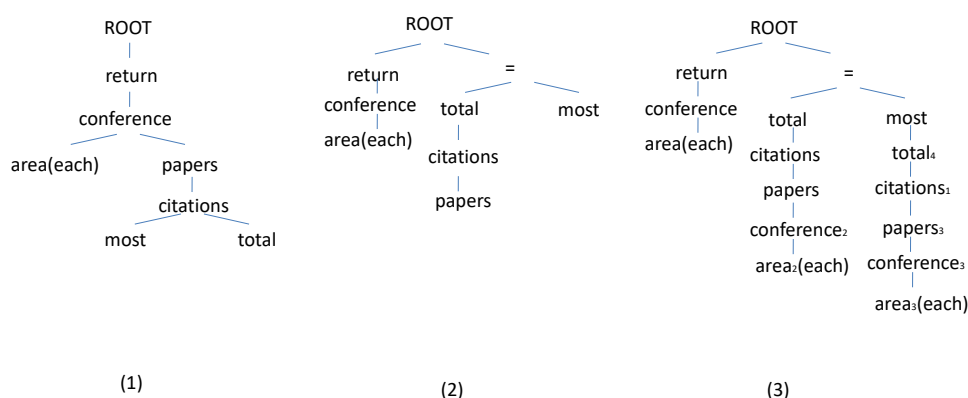 ROOT
return
conference
area(each) papers
citations
most total
(1)
ROOT
return =
conference total most
area(each)
citations
papers
(2)
ROOT
return =
conference total most
area(each) citations total₄
papers citations₁
conference₂ papers₃
area₂(each) conference₃
area₃(each)
(3)